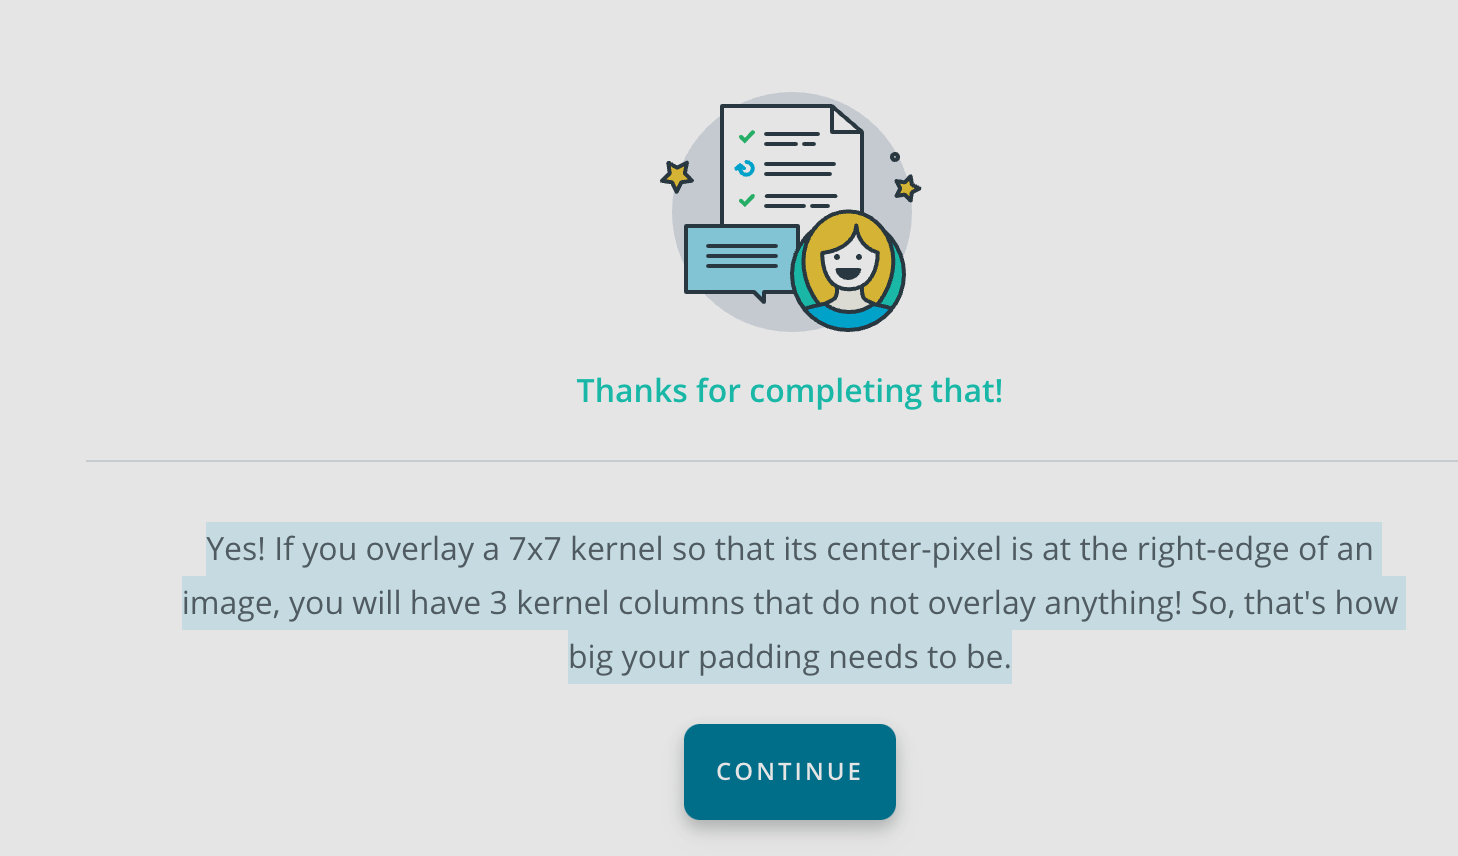 Thanks for completing that!
Yes! If you overlay a 7x7 kernel so that its center-pixel is at the right-edge of an
image, you will have 3 kernel columns that do not overlay anything! So, that's how
big your padding needs to be.
CONTINUE